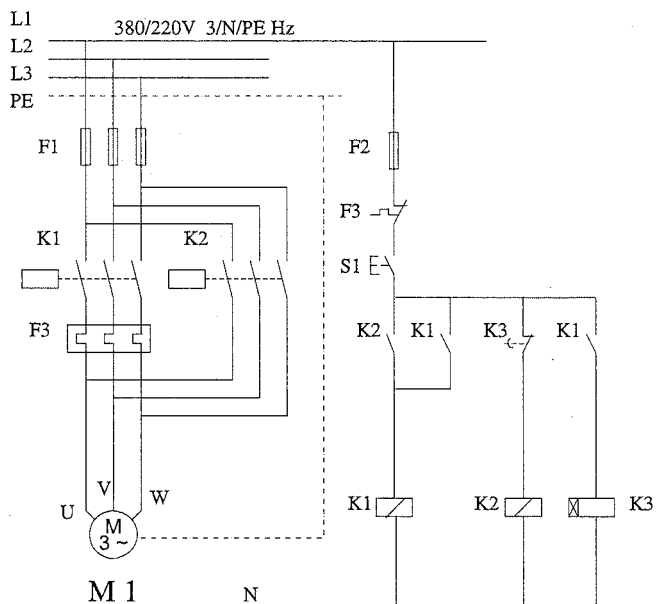 L1
380/220V 3/N/PE Hz
L2
L3
PE
F1
F2
F3
K1
K2
S1
F3
K2
K1
K3
K1
V
W
U
M
3 ~
K1
K2
K3
M 1
N